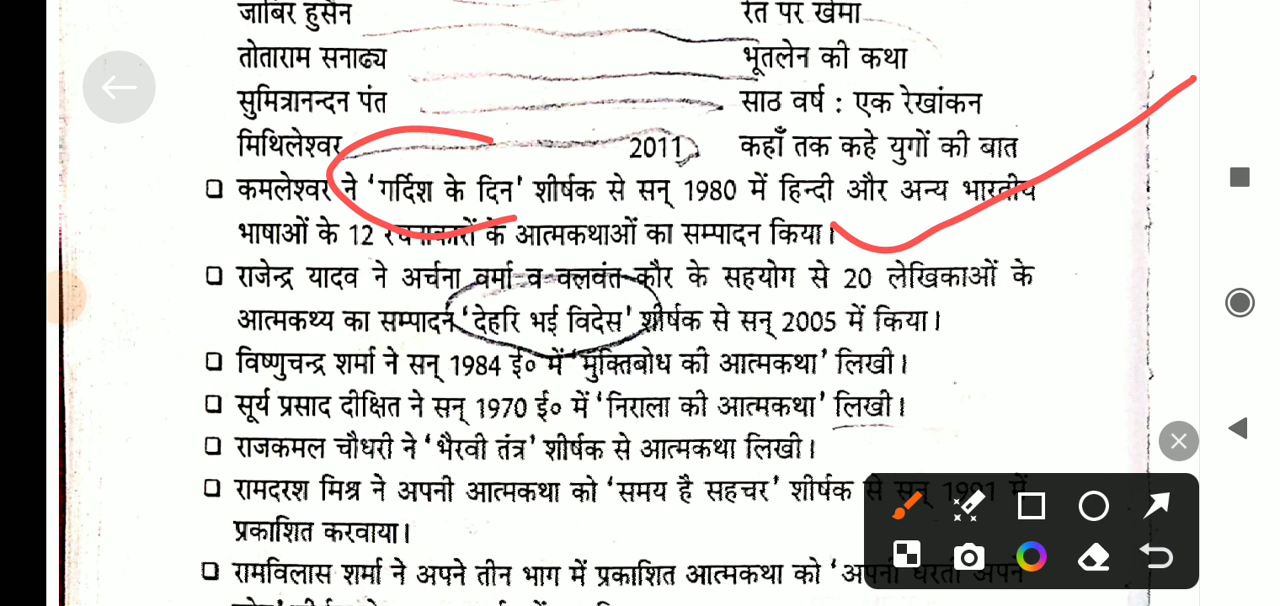 जाबिर हुसैन रेत पर खेमा
तोताराम सनाढ्य भूतलेन की कथा
सुमित्रानन्दन पंत साठ वर्ष : एक रेखांकन
मिथिलेश्वर 2011 कहाँ तक कहे युगों की बात
❑ कमलेश्वर ने ‘गर्दिश के दिन’ शीर्षक से सन् 1980 में हिन्दी और अन्य भारतीय
भाषाओं के 12 रचनाकारों के आत्मकथाओं का सम्पादन किया।
❑ राजेन्द्र यादव ने अर्चना वर्मा व वलवंत कौर के सहयोग से 20 लेखिकाओं के
आत्मकथ्य का सम्पादन ‘देहरि भई विदेस’ शीर्षक से सन् 2005 में किया।
❑ विष्णुचन्द्र शर्मा ने सन् 1984 ई० में ‘मुक्तिबोध की आत्मकथा’ लिखी।
❑ सूर्य प्रसाद दीक्षित ने सन् 1970 ई० में ‘निराला की आत्मकथा’ लिखी।
❑ राजकमल चौधरी ने ‘भैरवी तंत्र’ शीर्षक से आत्मकथा लिखी।
❑ रामदरश मिश्र ने अपनी आत्मकथा को ‘समय है सहचर’ शीर्षक से सन् 1991 में
प्रकाशित करवाया।
❑ रामविलास शर्मा ने अपने तीन भाग में प्रकाशित आत्मकथा को ‘अपनी धरती अपने